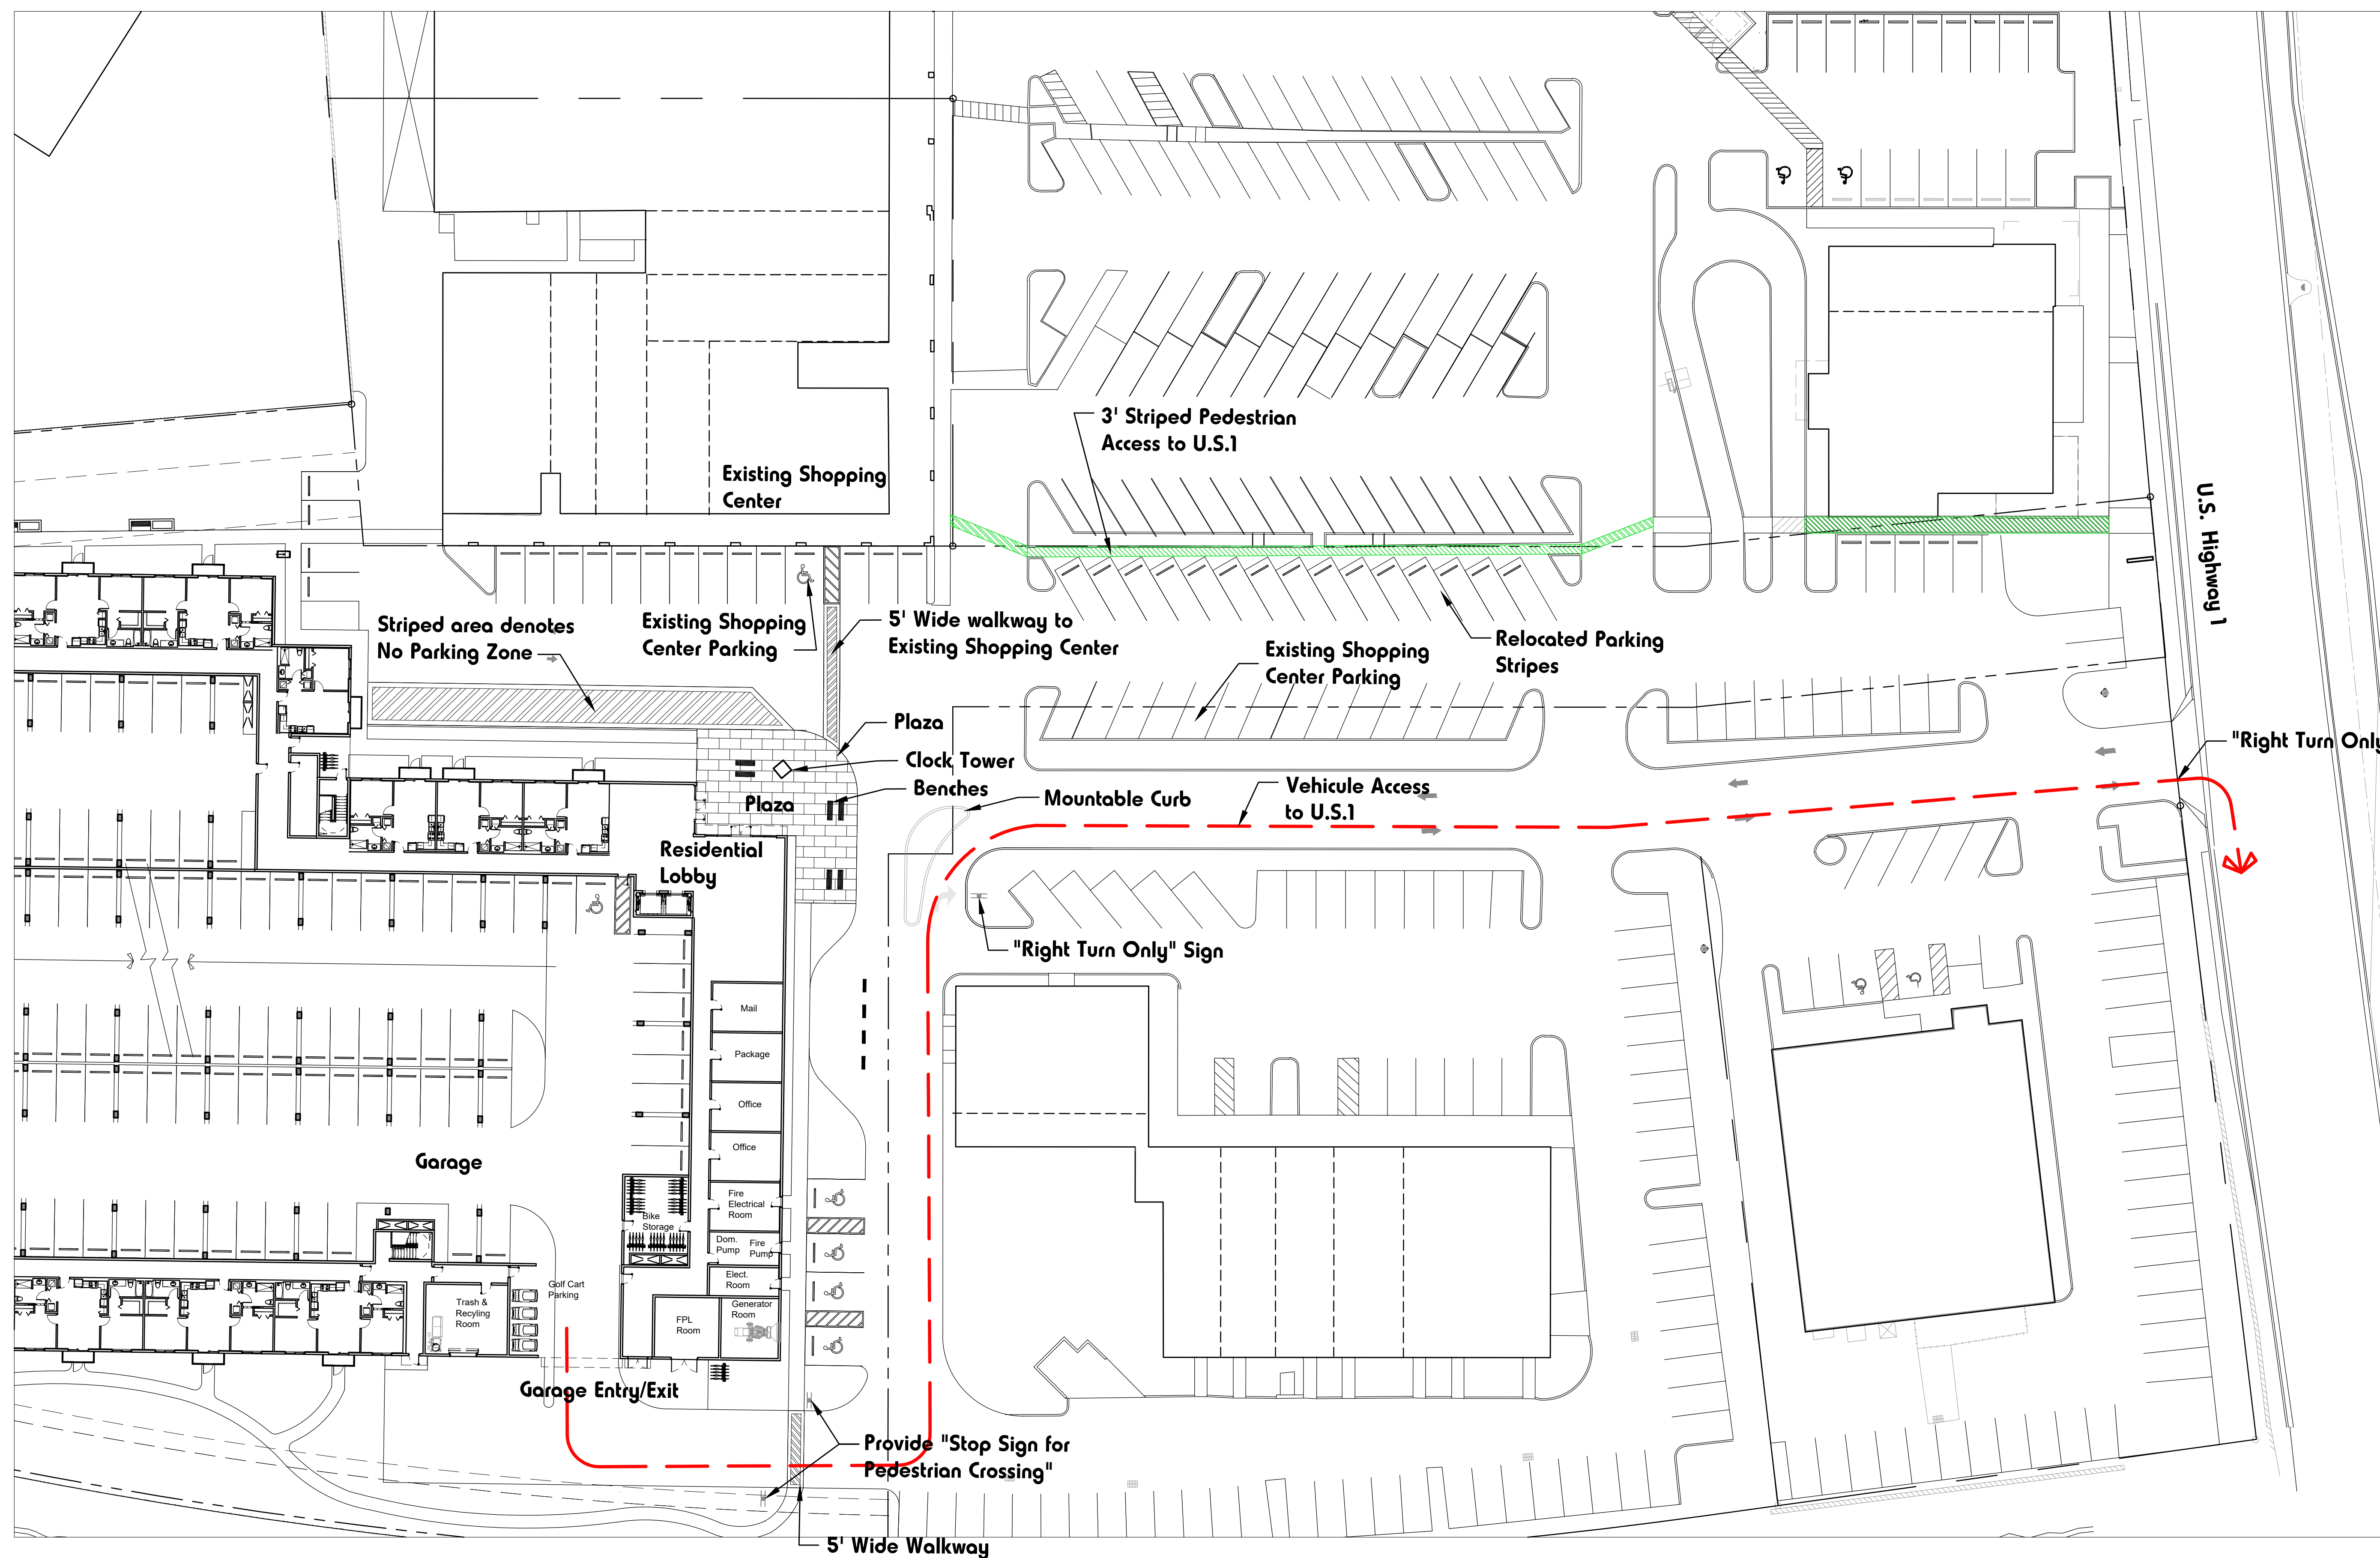 3' Striped Pedestrian
Access to U.S.1
Existing Shopping
Center
U.S. Highway 1
Striped area denotes
No Parking Zone
Existing Shopping
Center Parking
5' Wide walkway to
Existing Shopping Center
Existing Shopping
Center Parking
Relocated Parking
Stripes
Plaza
Clock Tower
Benches
Plaza
Mountable Curb
Vehicule Access
to U.S.1
"Right Turn Only
Residential
Lobby
"Right Turn Only" Sign
Mail
Package
Office
Office
Garage
Fire
Electrical
Room
Bike
Storage
Dom.
Pump
Fire
Pump
Elect.
Room
Golf Cart
Parking
Trash &
Recyling
Room
FPL
Room
Generator
Room
Garage Entry/Exit
Provide "Stop Sign for
Pedestrian Crossing"
5' Wide Walkway